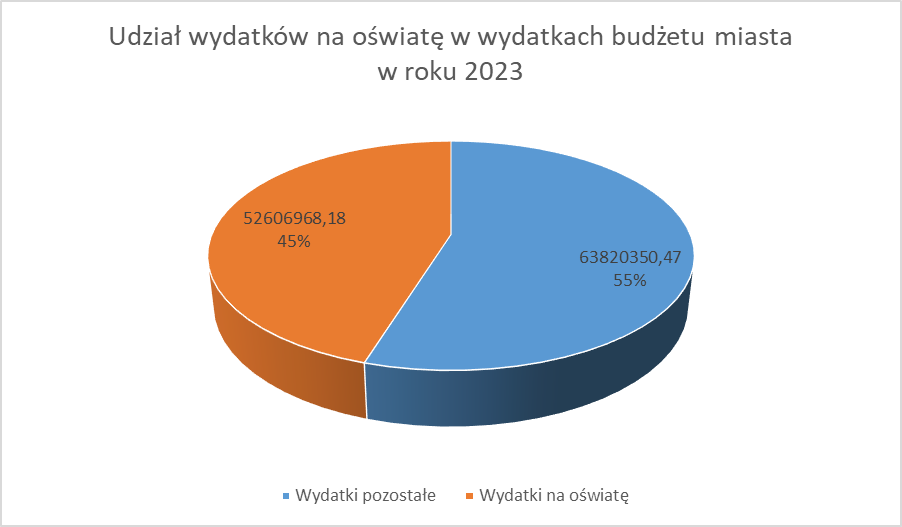 Udział wydatków na oświatę w wydatkach budżetu miasta
w roku 2023
52606968,18
45%
63820350,47
55%
Wydatki pozostałe
Wydatki na oświatę